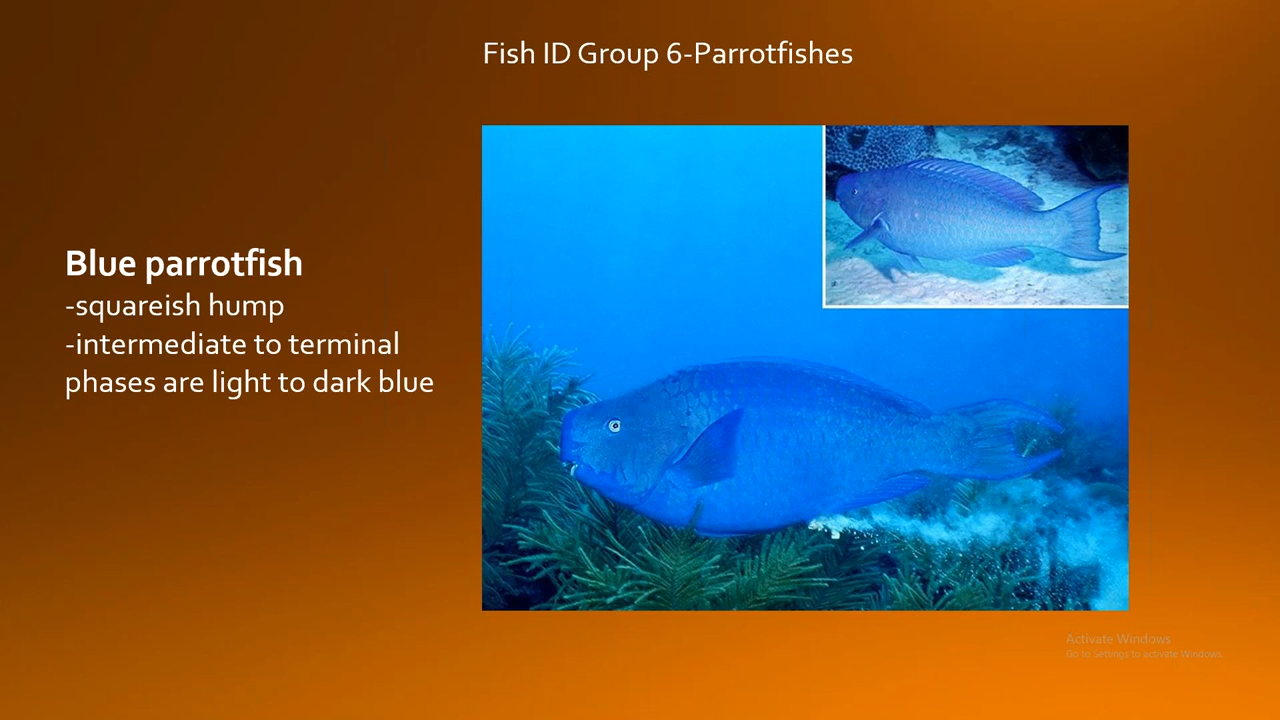 Fish ID Group 6-Parrotfishes
Blue parrotfish
-squareish hump
-intermediate to terminal
phases are light to dark blue
Activate Windows
Go to Settings to activate Windows.